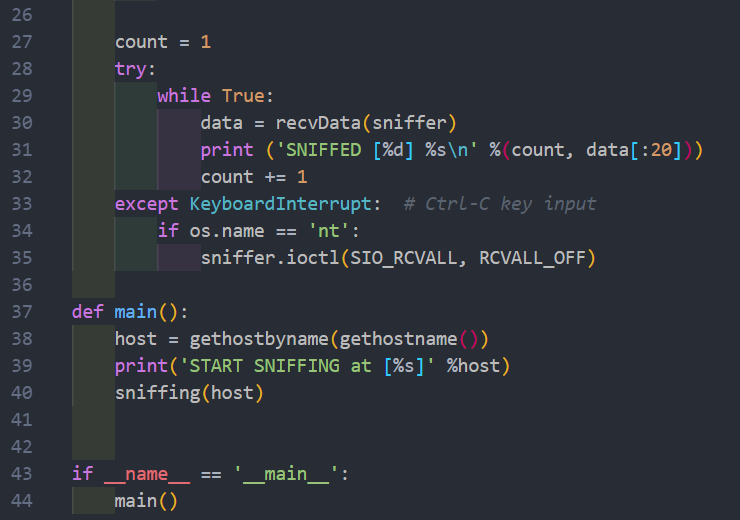 26
27 count = 1
28 try:
29 while True:
30 data = recvData(sniffer)
31 print ('SNIFFED [%d] %s\n' %(count, data[:20]))
32 count += 1
33 except KeyboardInterrupt:  # Ctrl-C key input
34 if os.name == 'nt':
35 sniffer.ioctl(SIO_RCVALL, RCVALL_OFF)
36
37 def main():
38 host = gethostbyname(gethostname())
39 print('START SNIFFING at [%s]' %host)
40 sniffing(host)
41
42
43 if __name__ == '__main__':
44 main()